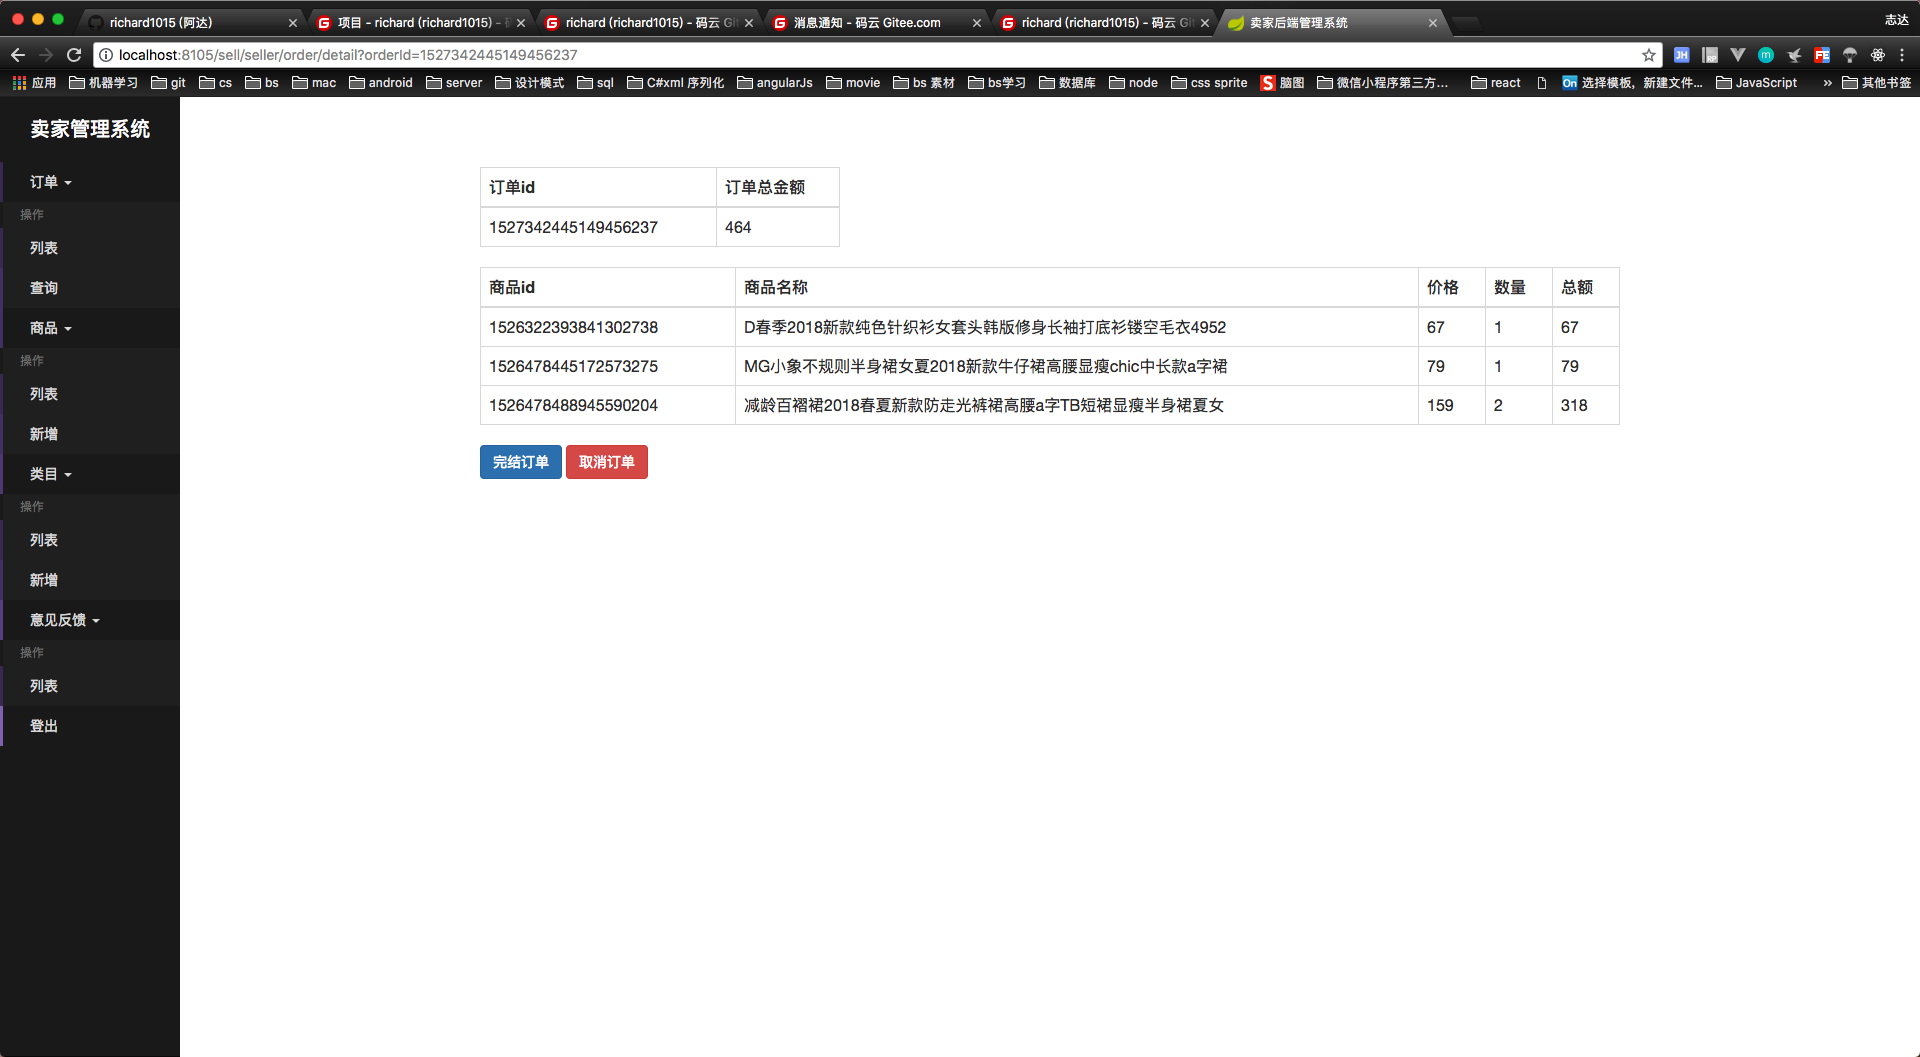 richard1015 (阿达)
项目 - richard (richard1015) -
richard (richard1015) - 码云 Git
消息通知 - 码云 Gitee.com
richard (richard1015) - 码云 Git
卖家后端管理系统
志达
localhost:8105/sell/seller/order/detail?orderId=1527342445149456237
应用 机器学习 git cs bs mac android server 设计模式 sql C#xml 序列化 angularJs movie bs 素材 bs学习 数据库 node css sprite 脑图 微信小程序第三方... react On 选择模板，新建文件... JavaScript » 其他书签
卖家管理系统
订单
操作
列表
查询
商品
操作
列表
新增
类目
操作
列表
新增
意见反馈
操作
列表
登出
订单id 订单总金额
1527342445149456237 464
商品id 商品名称 价格 数量 总额
1526322393841302738 D春季2018新款纯色针织衫女套头韩版修身长袖打底衫镂空毛衣4952 67 1 67
1526478445172573275 MG小象不规则半身裙女夏2018新款牛仔裙高腰显瘦chic中长款a字裙 79 1 79
1526478488945590204 减龄百褶裙2018春夏新款防走光裤裙高腰a字TB短裙显瘦半身裙夏女 159 2 318
完结订单 取消订单